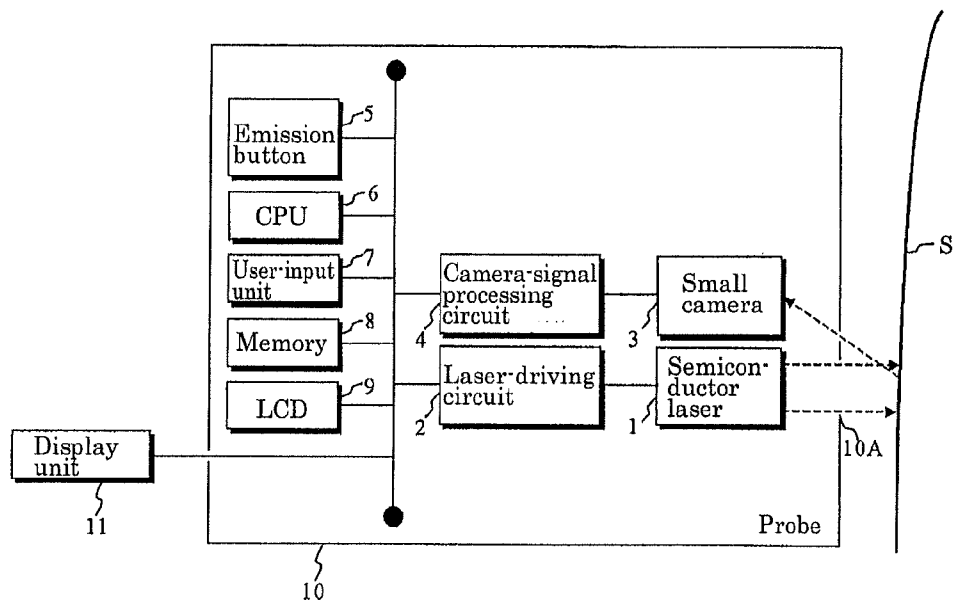 5
Emission
button
6
CPU
7
User-input
unit
8
Memory
9
LCD
Camera-signal
processing
circuit
4
Small
camera
3
S
Laser-driving
circuit
2
Semicon-
ductor
laser
1
10A
Display
unit
11
Probe
10